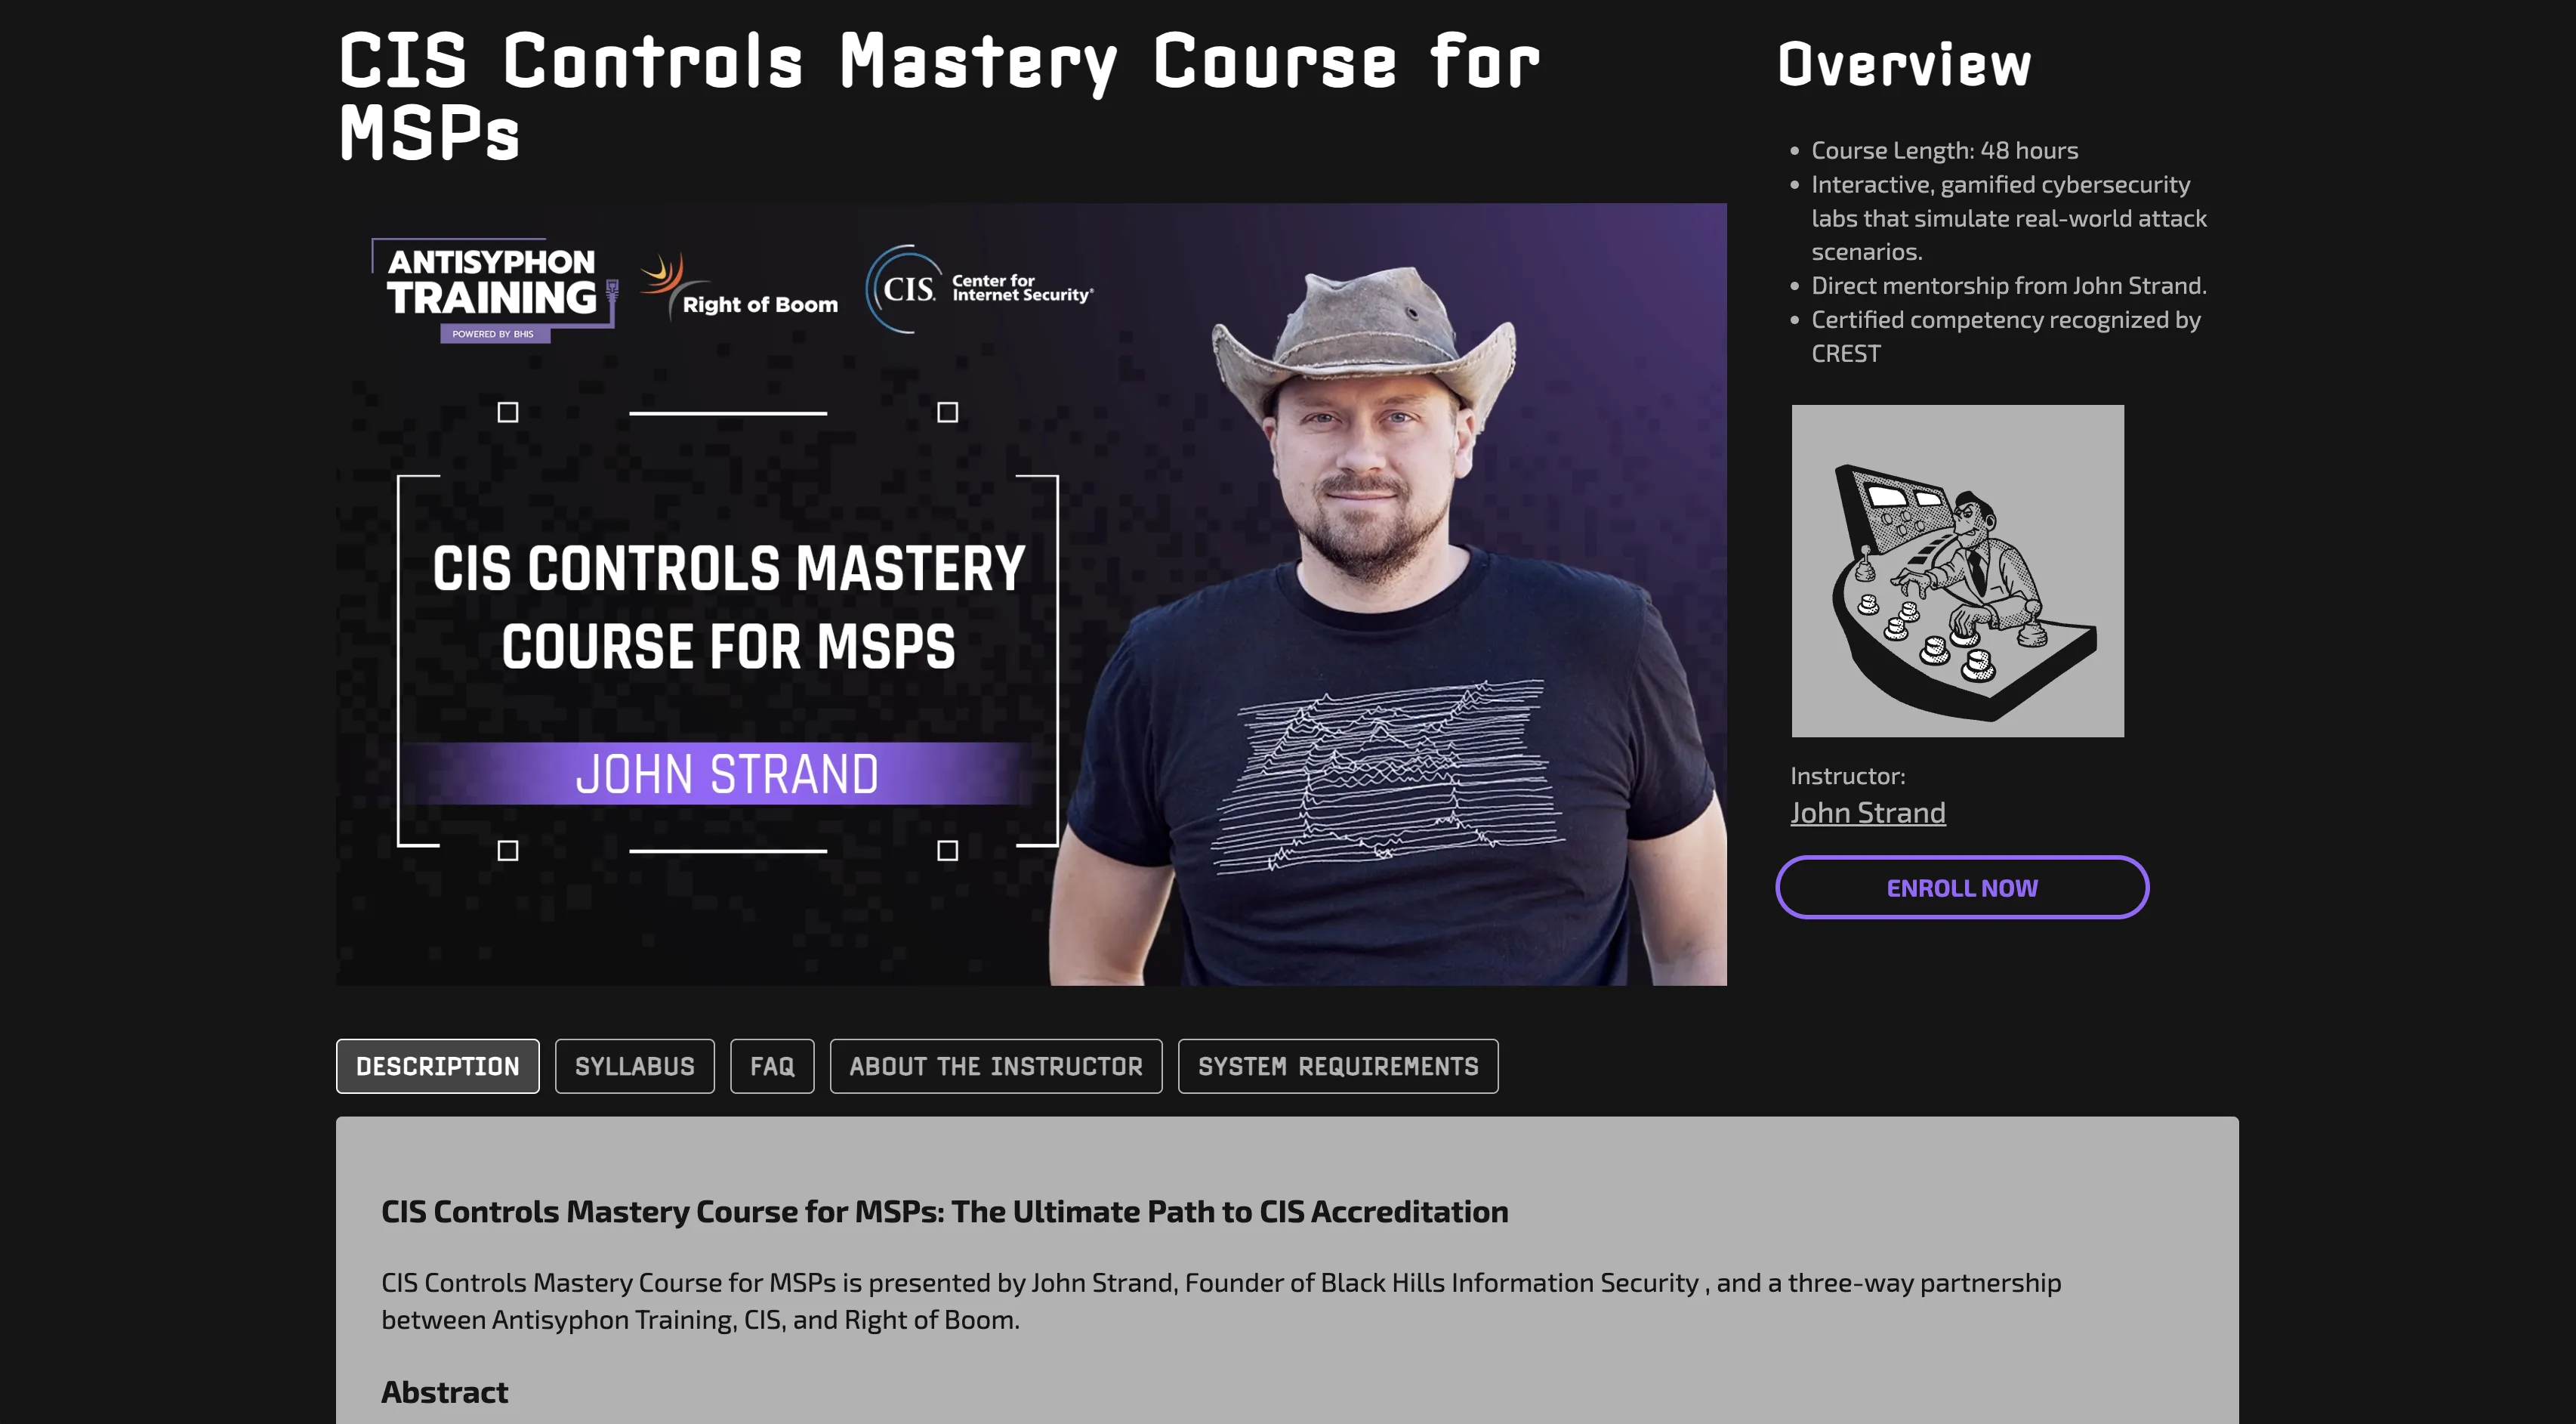 CIS Controls Mastery Course for
MSPs
ANTISYPHON
TRAINING
POWERED BY BHIS
Right of Boom
CIS.
Center for
Internet Security®
CIS CONTROLS MASTERY
COURSE FOR MSPS
JOHN STRAND
Overview
Course Length: 48 hours
Interactive, gamified cybersecurity
labs that simulate real-world attack
scenarios.
Direct mentorship from John Strand.
Certified competency recognized by
CREST
Instructor:
John Strand
ENROLL NOW
DESCRIPTION
SYLLABUS
FAQ
ABOUT THE INSTRUCTOR
SYSTEM REQUIREMENTS
CIS Controls Mastery Course for MSPs: The Ultimate Path to CIS Accreditation
CIS Controls Mastery Course for MSPs is presented by John Strand, Founder of Black Hills Information Security , and a three-way partnership
between Antisyphon Training, CIS, and Right of Boom.
Abstract